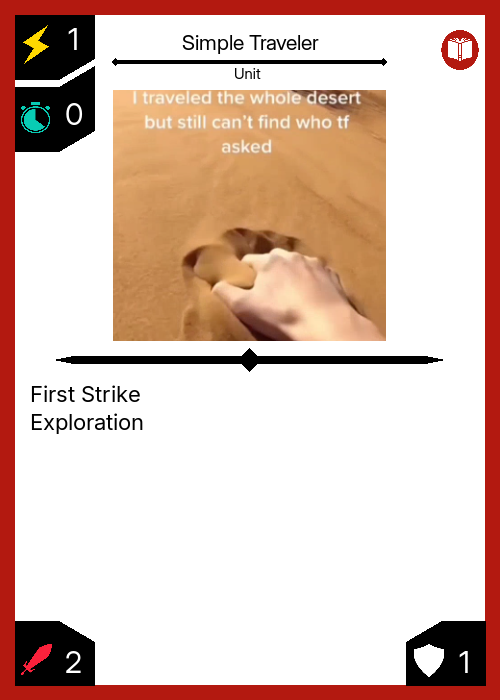 1
Simple Traveler
Unit
0
I traveled the whole desert
but still can't find who tf
asked
First Strike
Exploration
2
1